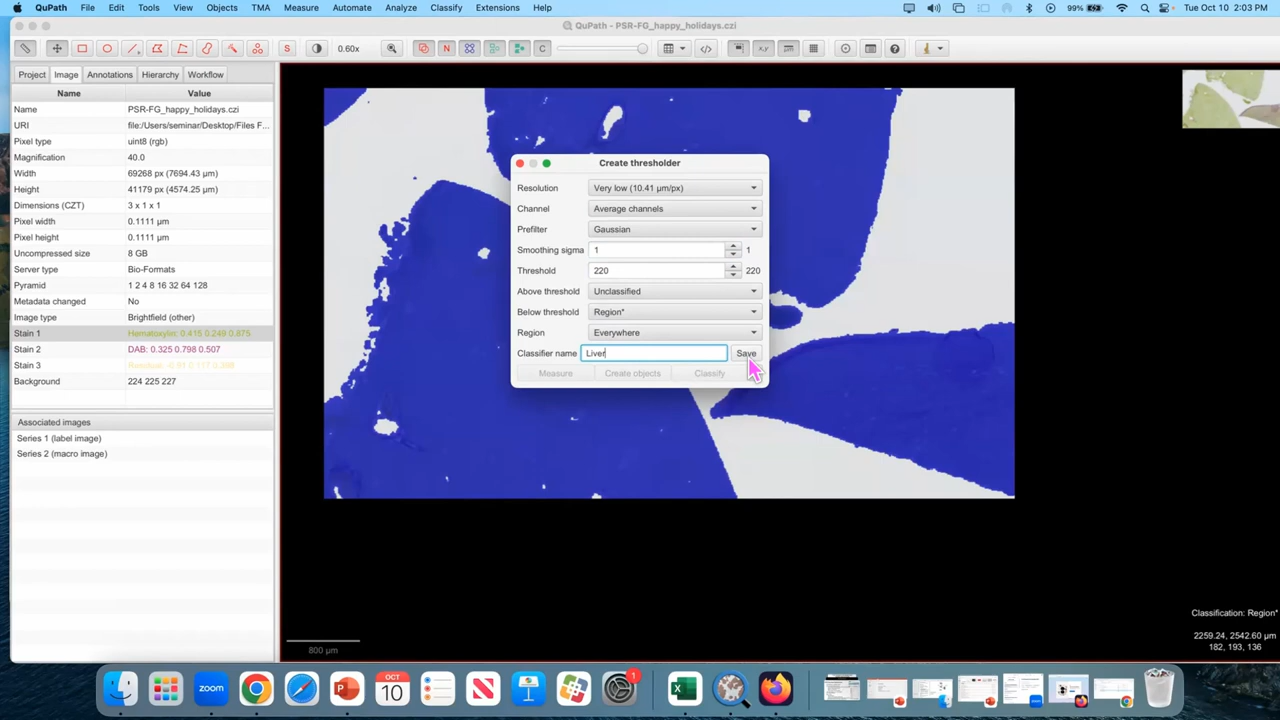 QuPath File Edit Tools View Objects TMA Measure Automate Analyze Classify Extensions Help 99% Tue Oct 10 2:03 PM
QuPath - PSR-FG_happy_holidays.czi
S 0.60x N C
Project Image Annotations Hierarchy Workflow
Name Value
Name PSR-FG_happy_holidays.czi
URI file:/Users/seminar/Desktop/Files F...
Pixel type uint8 (rgb)
Magnification 40.0
Width 69268 px (7694.43 µm)
Height 41179 px (4574.25 µm)
Dimensions (CZT) 3 x 1 x 1
Pixel width 0.1111 µm
Pixel height 0.1111 µm
Uncompressed size 8 GB
Server type Bio-Formats
Pyramid 1 2 4 8 16 32 64 128
Metadata changed No
Image type Brightfield (other)
Stain 1 Hematoxylin: 0.415 0.249 0.875
Stain 2 DAB: 0.325 0.798 0.507
Stain 3
Background 224 225 227
Associated images
Series 1 (label image)
Series 2 (macro image)
Create thresholder
Resolution Very low (10.41 µm/px)
Channel Average channels
Prefilter Gaussian
Smoothing sigma 1 1
Threshold 220 220
Above threshold Unclassified
Below threshold Region*
Region Everywhere
Classifier name Liver Save
Measure Create objects Classify
Classification: Region*
2259.24, 2542.60 µm
182, 193, 136
800 µm
zoom
OCT
10
1